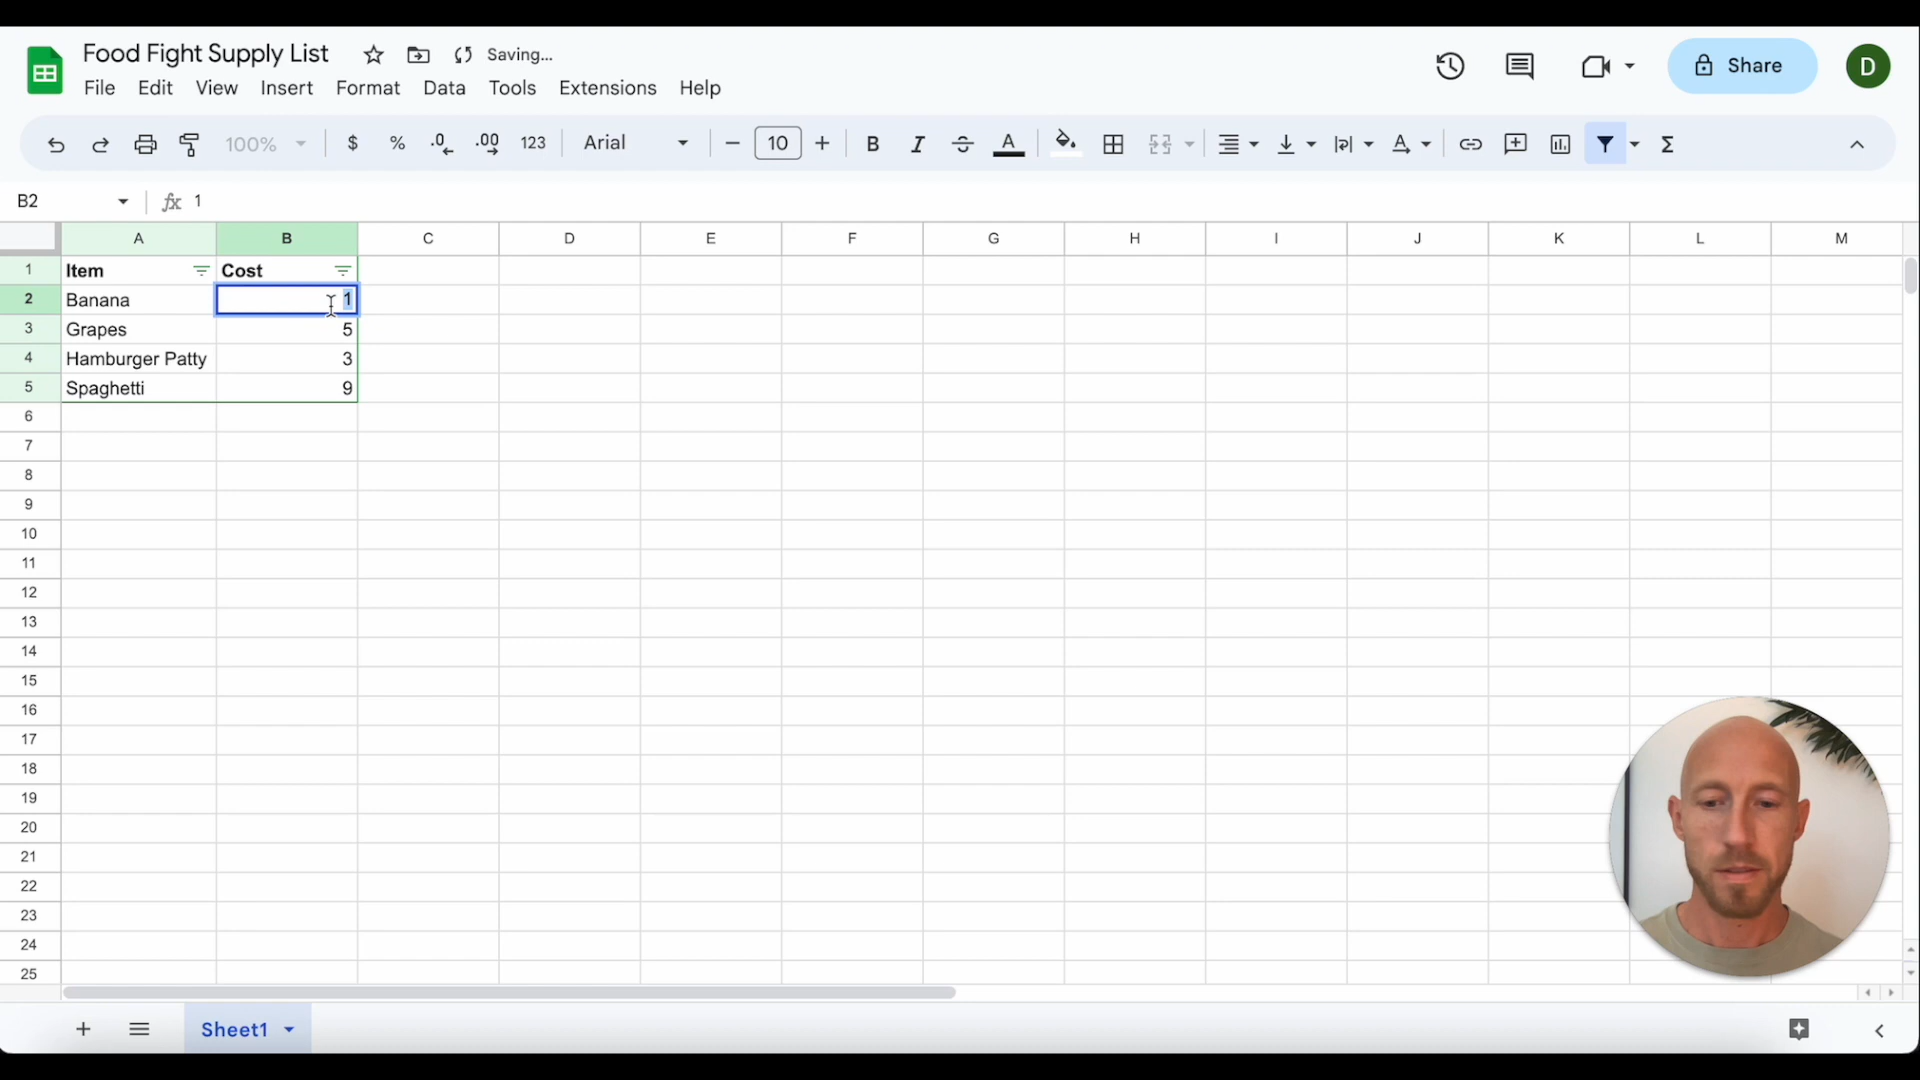 Food Fight Supply List Saving...
File Edit View Insert Format Data Tools Extensions Help
Share
D
100% $ % .0 .00 123 Arial 10 B I S A A Σ
B2 fx 1
A B C D E F G H I J K L M
1 Item Cost
2 Banana 1
3 Grapes 5
4 Hamburger Patty 3
5 Spaghetti 9
6
7
8
9
10
11
12
13
14
15
16
17
18
19
20
21
22
23
24
25
Sheet1